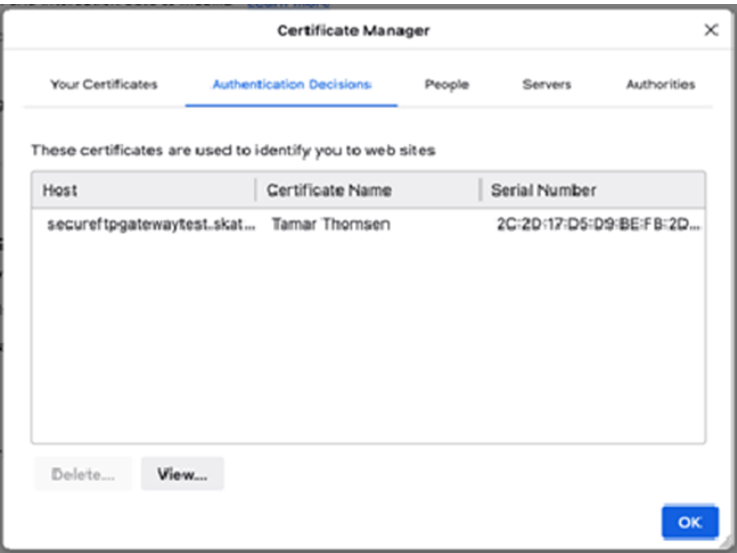 Learn more
Certificate Manager
Your Certificates Authentication Decisions People Servers Authorities
These certificates are used to identify you to web sites
Host Certificate Name Serial Number
secureftpgatewaytest.skat... Tamar Thomsen 2C:2D:17:D5:D9:BE:FB:2D...
Delete... View...
OK